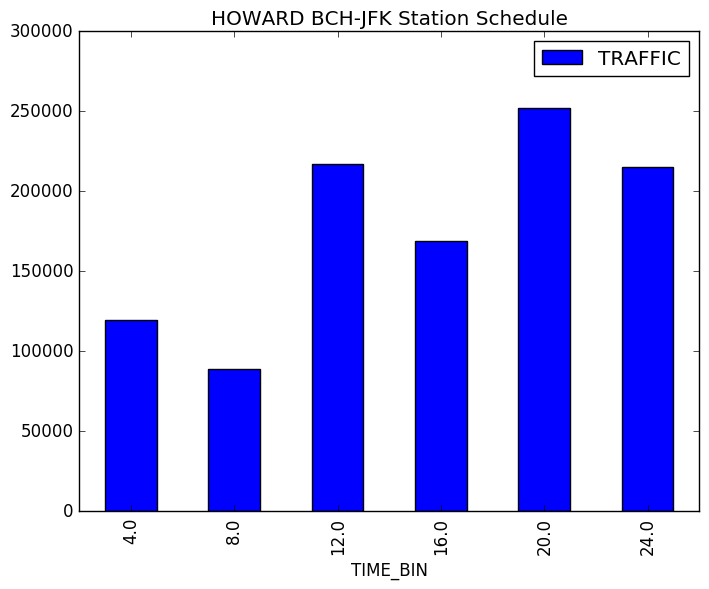 HOWARD BCH-JFK Station Schedule
300000
TRAFFIC
250000
200000
150000
100000
50000
0
4.0 8.0 12.0 16.0 20.0 24.0
TIME_BIN